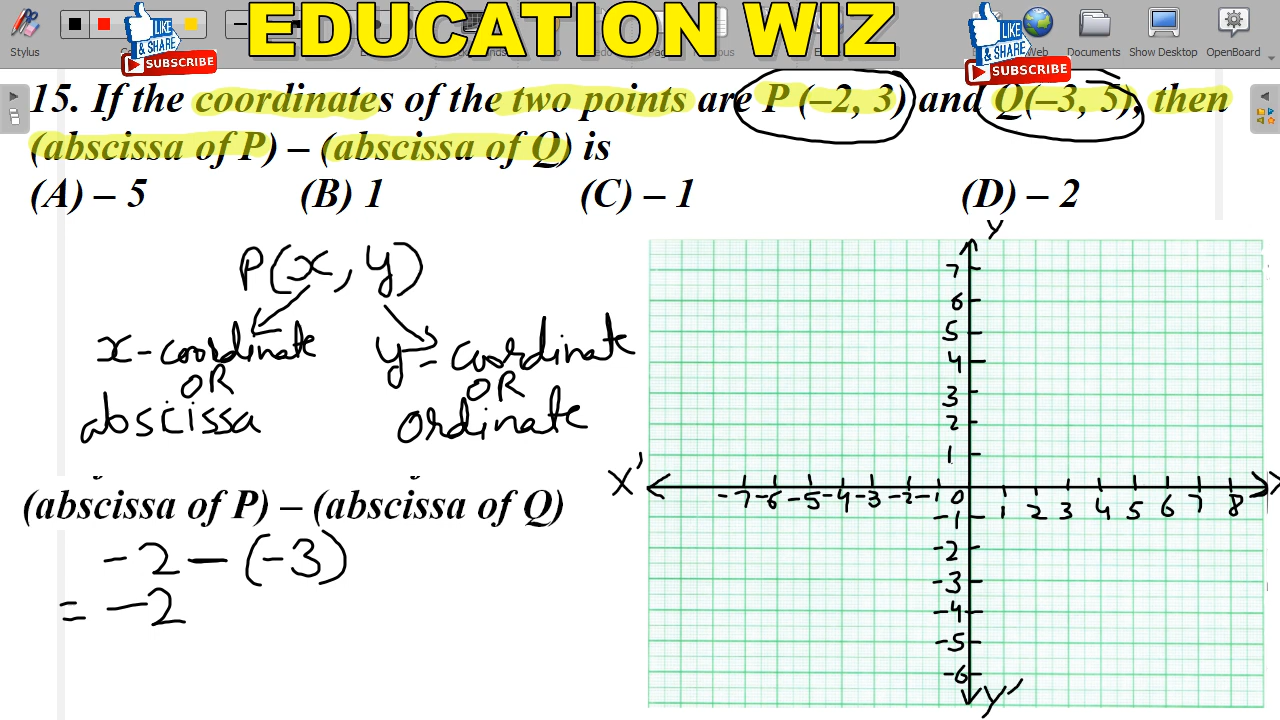 EDUCATION WIZ
LIKE & SHARE
SUBSCRIBE
LIKE & SHARE
SUBSCRIBE
Stylus
Web
Documents
Show Desktop
OpenBoard
15. If the coordinates of the two points are P (–2, 3) and Q(–3, 5), then
(abscissa of P) – (abscissa of Q) is
(A) – 5 (B) 1 (C) – 1 (D) – 2
P(x, y)
x-coordinate y-coordinate
OR OR
abscissa ordinate
(abscissa of P) – (abscissa of Q)
-2 - (-3)
= -2
Y
7
6
5
4
3
2
1
X' -7 -6 -5 -4 -3 -2 -1 0 1 2 3 4 5 6 7 8 X
-1
-2
-3
-4
-5
-6
Y'